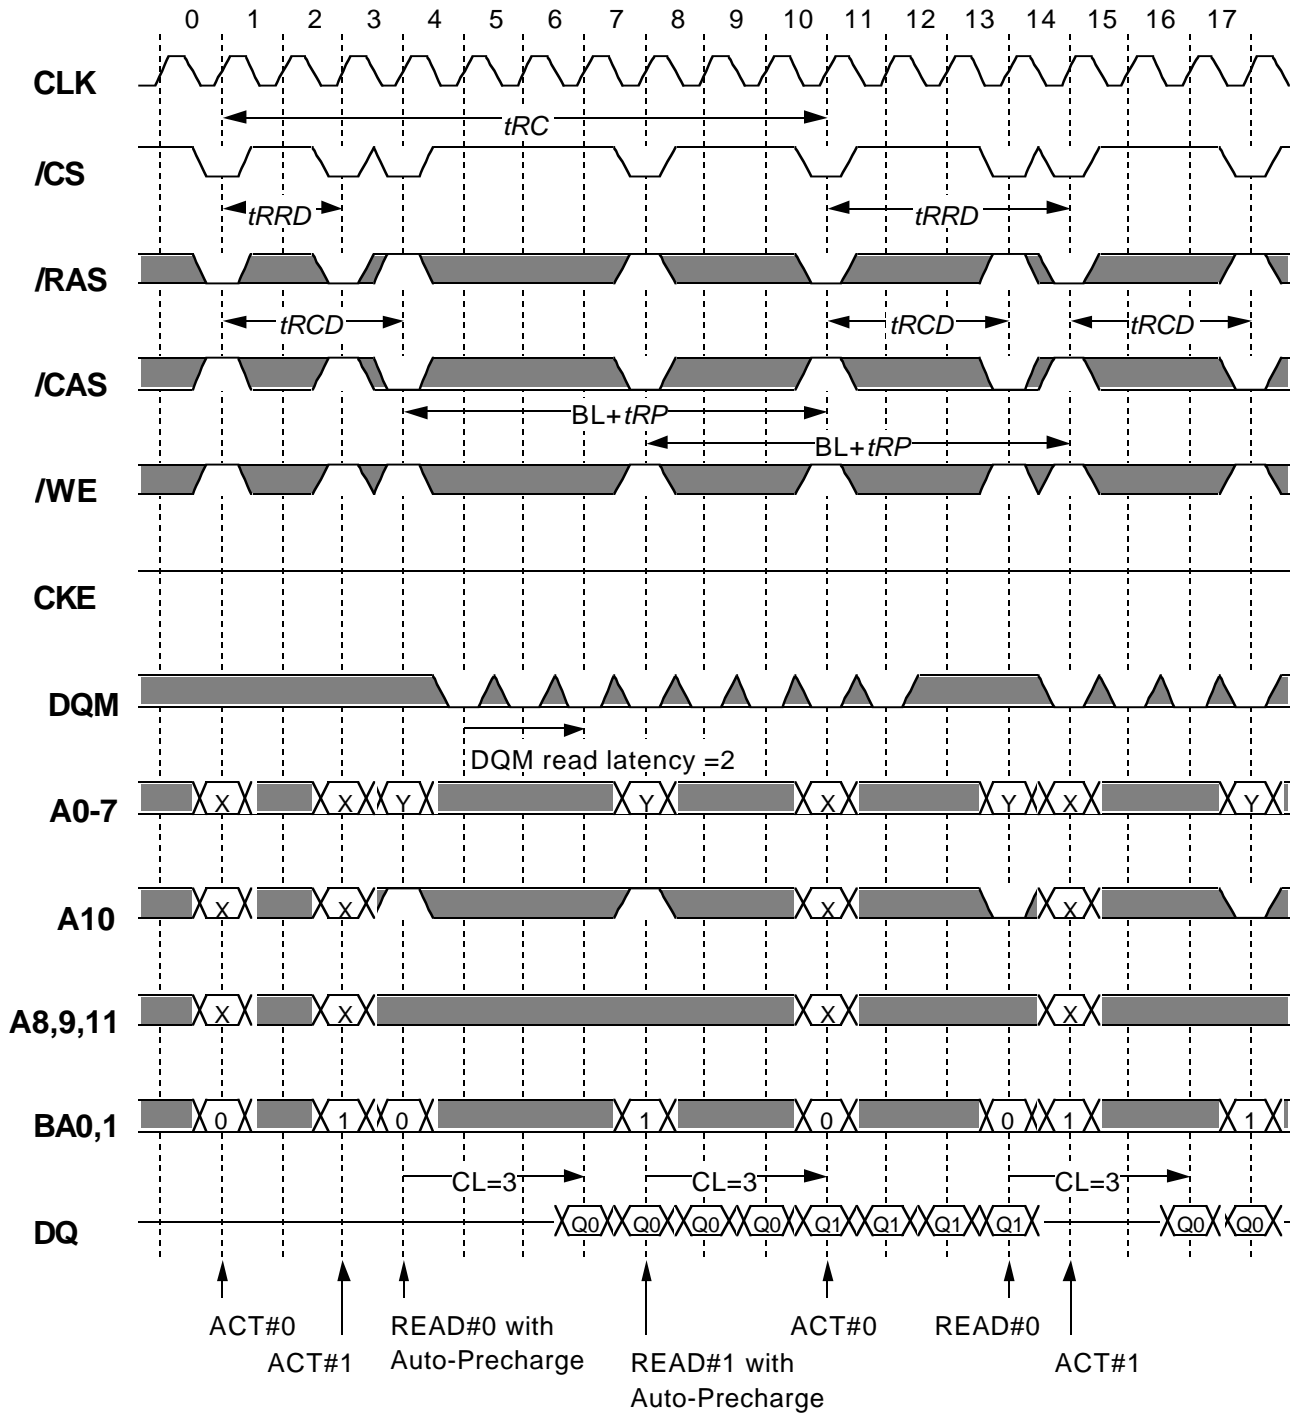 0 1 2 3 4 5 6 7 8 9 10 11 12 13 14 15 16 17
CLK
tRC
/CS
tRRD tRRD
/RAS
tRCD tRCD tRCD
/CAS
BL+tRP
BL+tRP
/WE
CKE
DQM
DQM read latency =2
A0-7 X X Y Y X Y X Y
A10 X X X X
A8,9,11 X X X X
BA0,1 0 1 0 1 0 0 1 1
CL=3 CL=3 CL=3
DQ Q0 Q0 Q0 Q0 Q1 Q1 Q1 Q1 Q0 Q0
ACT#0 READ#0 with ACT#0 READ#0
ACT#1 Auto-Precharge READ#1 with ACT#1
Auto-Precharge